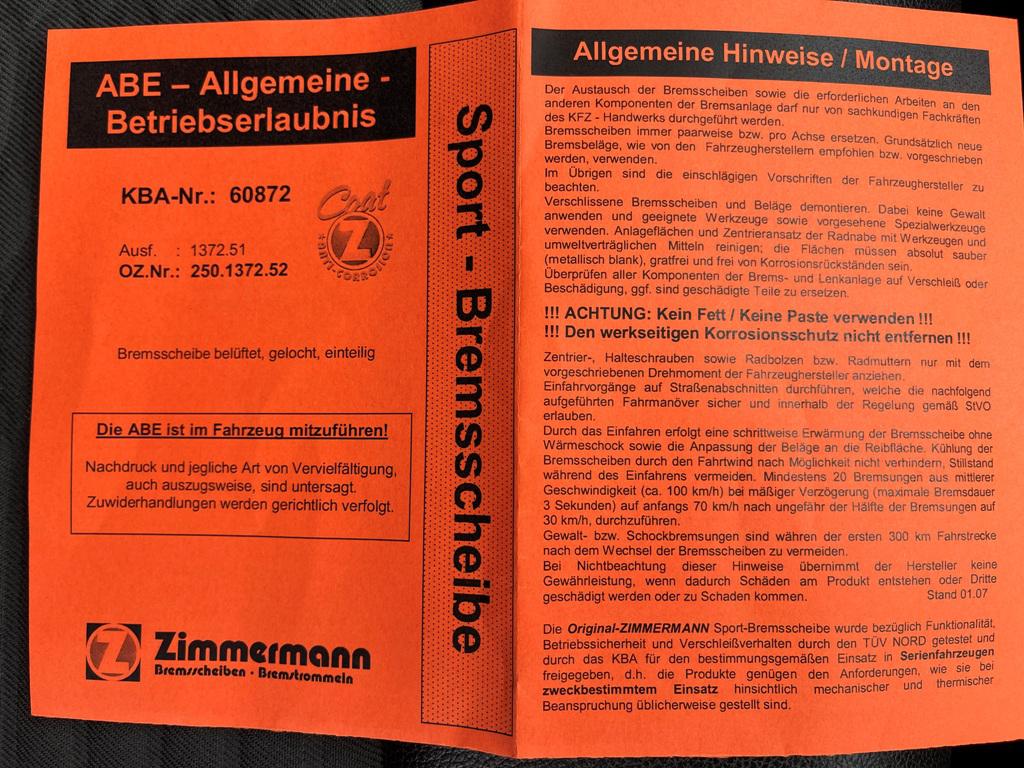 ABE – Allgemeine -
Betriebserlaubnis
KBA-Nr.: 60872
Coat
Z
ANTI-CORROSION
Ausf. : 1372.51
OZ.Nr.: 250.1372.52
Bremsscheibe belüftet, gelocht, einteilig
Die ABE ist im Fahrzeug mitzuführen!
Nachdruck und jegliche Art von Vervielfältigung,
auch auszugsweise, sind untersagt.
Zuwiderhandlungen werden gerichtlich verfolgt.
Z
Zimmermann
Bremsscheiben · Bremstrommeln
Sport - Bremsscheibe
Allgemeine Hinweise / Montage
Der Austausch der Bremsscheiben sowie die erforderlichen Arbeiten an den
anderen Komponenten der Bremsanlage darf nur von sachkundigen Fachkräften
des KFZ - Handwerks durchgeführt werden.
Bremsscheiben immer paarweise bzw. pro Achse ersetzen. Grundsätzlich neue
Bremsbeläge, wie von den Fahrzeugherstellern empfohlen bzw. vorgeschrieben
werden, verwenden.
Im Übrigen sind die einschlägigen Vorschriften der Fahrzeughersteller zu
beachten.
Verschlissene Bremsscheiben und Beläge demontieren. Dabei keine Gewalt
anwenden und geeignete Werkzeuge sowie vorgesehene Spezialwerkzeuge
verwenden. Anlageflächen und Zentrieransatz der Radnabe mit Werkzeugen und
umweltverträglichen Mitteln reinigen; die Flächen müssen absolut sauber
(metallisch blank), gratfrei und frei von Korrosionsrückständen sein.
Überprüfen aller Komponenten der Brems- und Lenkanlage auf Verschleiß oder
Beschädigung, ggf. sind geschädigte Teile zu ersetzen.
!!! ACHTUNG: Kein Fett / Keine Paste verwenden !!!
!!! Den werkseitigen Korrosionsschutz nicht entfernen !!!
Zentrier-, Halteschrauben sowie Radbolzen bzw. Radmuttern nur mit dem
vorgeschriebenen Drehmoment der Fahrzeughersteller anziehen.
Einfahrvorgänge auf Straßenabschnitten durchführen, welche die nachfolgend
aufgeführten Fahrmanöver sicher und innerhalb der Regelung gemäß StVO
erlauben.
Durch das Einfahren erfolgt eine schrittweise Erwärmung der Bremsscheibe ohne
Wärmeschock sowie die Anpassung der Beläge an die Reibfläche. Kühlung der
Bremsscheiben durch den Fahrtwind nach Möglichkeit nicht verhindern, Stillstand
während des Einfahrens vermeiden. Mindestens 20 Bremsungen aus mittlerer
Geschwindigkeit (ca. 100 km/h) bei mäßiger Verzögerung (maximale Bremsdauer
3 Sekunden) auf anfangs 70 km/h nach ungefähr der Hälfte der Bremsungen auf
30 km/h, durchzuführen.
Gewalt- bzw. Schockbremsungen sind während der ersten 300 km Fahrstrecke
nach dem Wechsel der Bremsscheiben zu vermeiden.
Bei Nichtbeachtung dieser Hinweise übernimmt der Hersteller keine
Gewährleistung, wenn dadurch Schäden am Produkt entstehen oder Dritte
geschädigt werden oder zu Schaden kommen. Stand 01.07
Die Original-ZIMMERMANN Sport-Bremsscheibe wurde bezüglich Funktionalität,
Betriebssicherheit und Verschleißverhalten durch den TÜV NORD getestet und
durch das KBA für den bestimmungsgemäßen Einsatz in Serienfahrzeugen
freigegeben, d.h. die Produkte genügen den Anforderungen, wie sie bei
zweckbestimmtem Einsatz hinsichtlich mechanischer und thermischer
Beanspruchung üblicherweise gestellt sind.